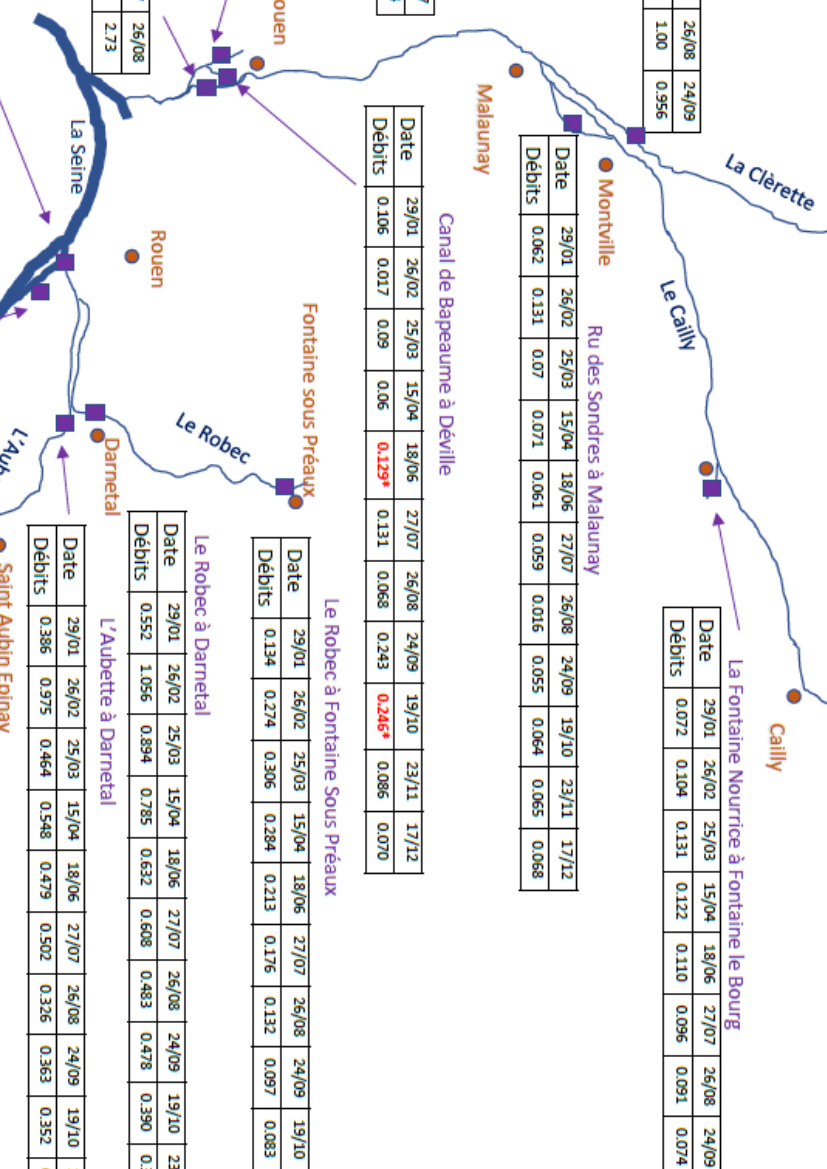 La Clèrette
Cailly
La Fontaine Nourrice à Fontaine le Bourg
Date 29/01 26/02 25/03 15/04 18/06 27/07 26/08 24/09
Débits 0.072 0.104 0.131 0.122 0.110 0.096 0.091 0.074
26/08 24/09
1.00 0.956
Le Cailly
Montville
Ru des Sondres à Malaunay
Date 29/01 26/02 25/03 15/04 18/06 27/07 26/08 24/09 19/10 23/11 17/12
Débits 0.062 0.131 0.07 0.071 0.061 0.059 0.016 0.055 0.064 0.065 0.068
Malaunay
Canal de Bapeaume à Déville
Date 29/01 26/02 25/03 15/04 18/06 27/07 26/08 24/09 19/10 23/11 17/12
Débits 0.106 0.017 0.09 0.06 0.129* 0.131 0.068 0.243 0.246* 0.086 0.070
Le Robec à Fontaine Sous Préaux
Fontaine sous Préaux
Date 29/01 26/02 25/03 15/04 18/06 27/07 26/08 24/09 19/10
Débits 0.134 0.274 0.306 0.284 0.213 0.176 0.132 0.097 0.083
ouen
Le Robec
Le Robec à Darnetal
Date 29/01 26/02 25/03 15/04 18/06 27/07 26/08 24/09 19/10 23
Débits 0.552 1.056 0.894 0.785 0.632 0.608 0.483 0.478 0.390
26/08
2.73
Rouen
Darnetal
L'Aubette à Darnetal
Date 29/01 26/02 25/03 15/04 18/06 27/07 26/08 24/09 19/10
Débits 0.386 0.975 0.464 0.548 0.479 0.502 0.326 0.363 0.352
La Seine
L'Aub
Saint Aubin Epinay